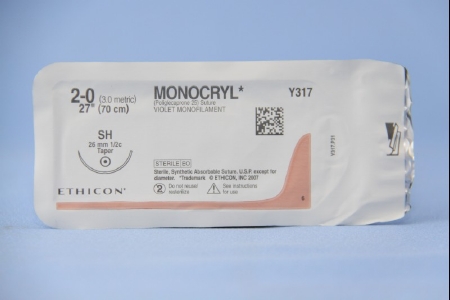 2-0 (3.0 metric)
27" (70 cm)
MONOCRYL*
(Poliglecaprone 25) Suture
VIOLET MONOFILAMENT
Y317
SH
26 mm 1/2c
Taper
STERILE EO
Sterile, Synthetic Absorbable Suture, U.S.P. except for
diameter. *Trademark © ETHICON, INC 2007
2 Do not reuse/
resterilize
See instructions
for use
ETHICON